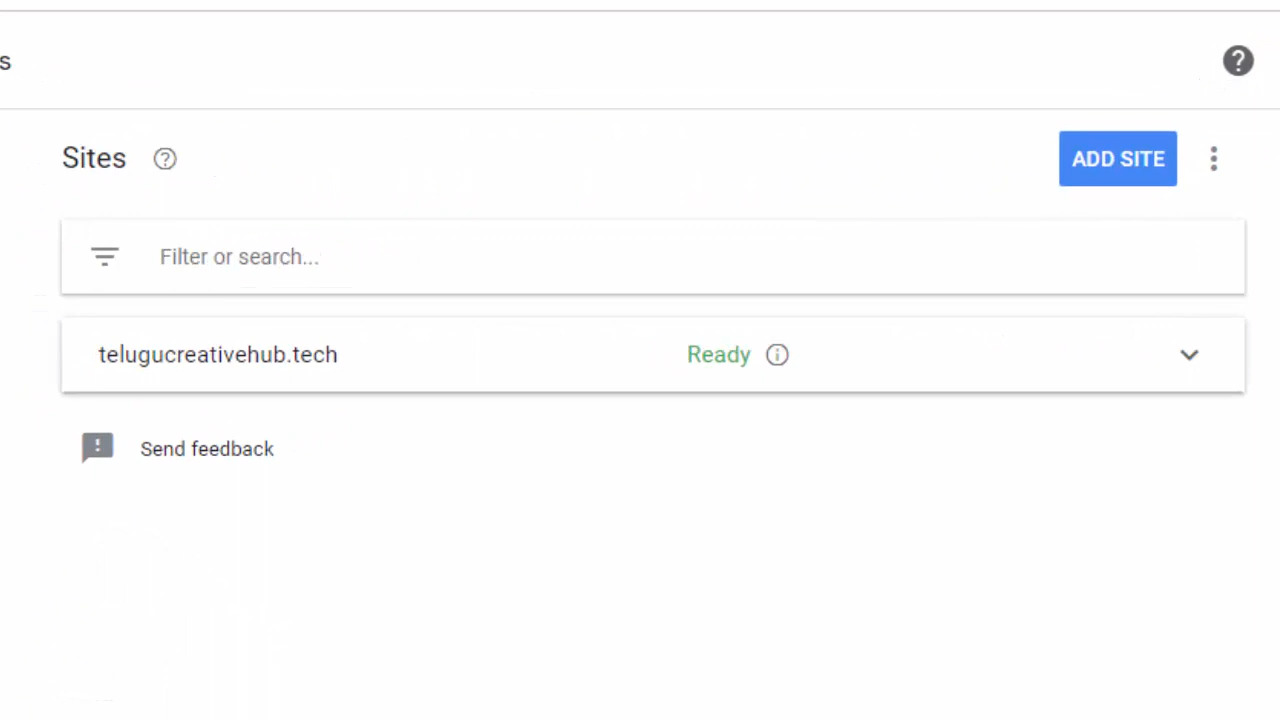 s
Sites
ADD SITE
Filter or search...
telugucreativehub.tech Ready
Send feedback